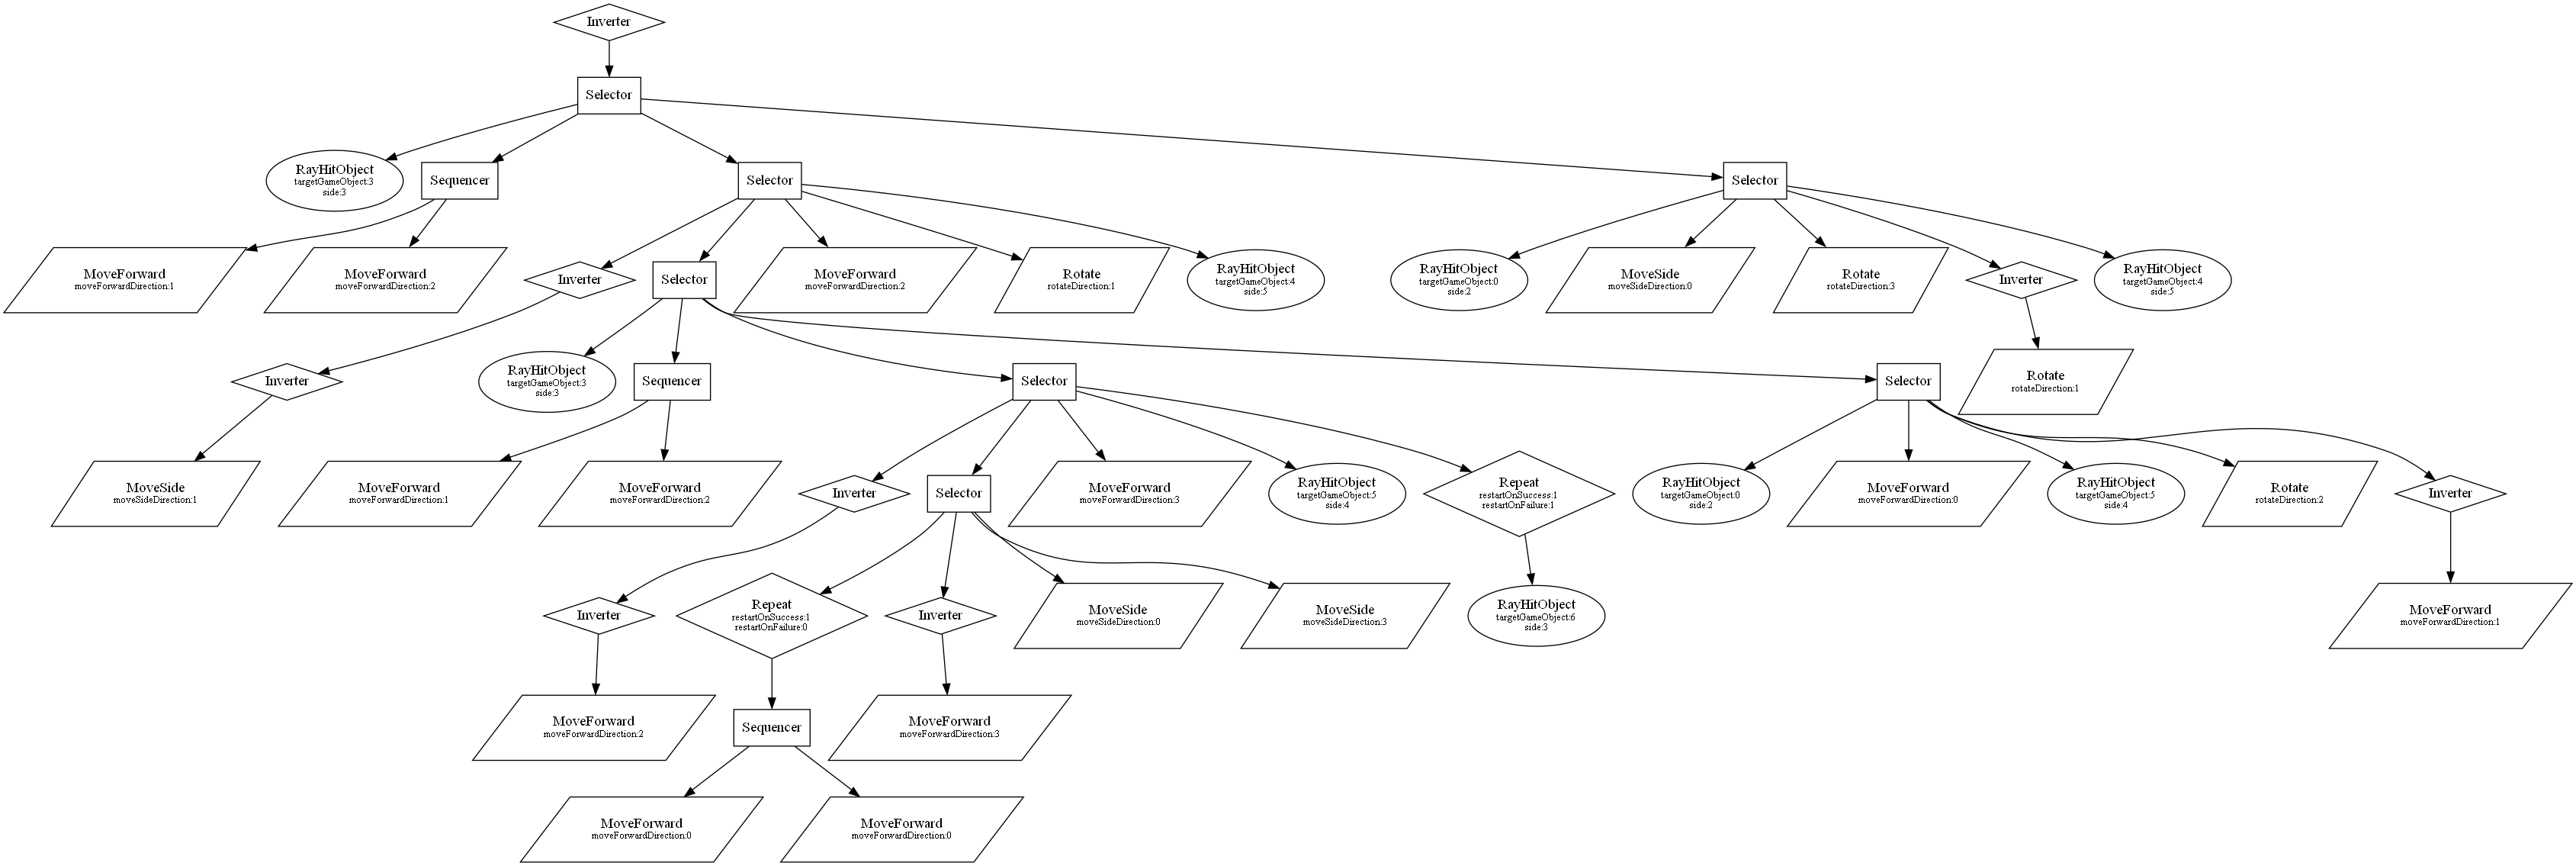 Inverter
Selector
RayHitObject
targetGameObject:3
side:3
Sequencer
Selector
Selector
MoveForward
moveForwardDirection:1
MoveForward
moveForwardDirection:2
Inverter
Selector
MoveForward
moveForwardDirection:2
Rotate
rotateDirection:1
RayHitObject
targetGameObject:4
side:5
RayHitObject
targetGameObject:0
side:2
MoveSide
moveSideDirection:0
Rotate
rotateDirection:3
Inverter
RayHitObject
targetGameObject:4
side:5
Inverter
RayHitObject
targetGameObject:3
side:3
Sequencer
Selector
Selector
Rotate
rotateDirection:1
MoveSide
moveSideDirection:1
MoveForward
moveForwardDirection:1
MoveForward
moveForwardDirection:2
Inverter
Selector
MoveForward
moveForwardDirection:3
RayHitObject
targetGameObject:5
side:4
Repeat
restartOnSuccess:1
restartOnFailure:1
RayHitObject
targetGameObject:0
side:2
MoveForward
moveForwardDirection:0
RayHitObject
targetGameObject:5
side:4
Rotate
rotateDirection:2
Inverter
Inverter
Repeat
restartOnSuccess:1
restartOnFailure:0
Inverter
MoveSide
moveSideDirection:0
MoveSide
moveSideDirection:3
RayHitObject
targetGameObject:6
side:3
MoveForward
moveForwardDirection:1
MoveForward
moveForwardDirection:2
Sequencer
MoveForward
moveForwardDirection:3
MoveForward
moveForwardDirection:0
MoveForward
moveForwardDirection:0